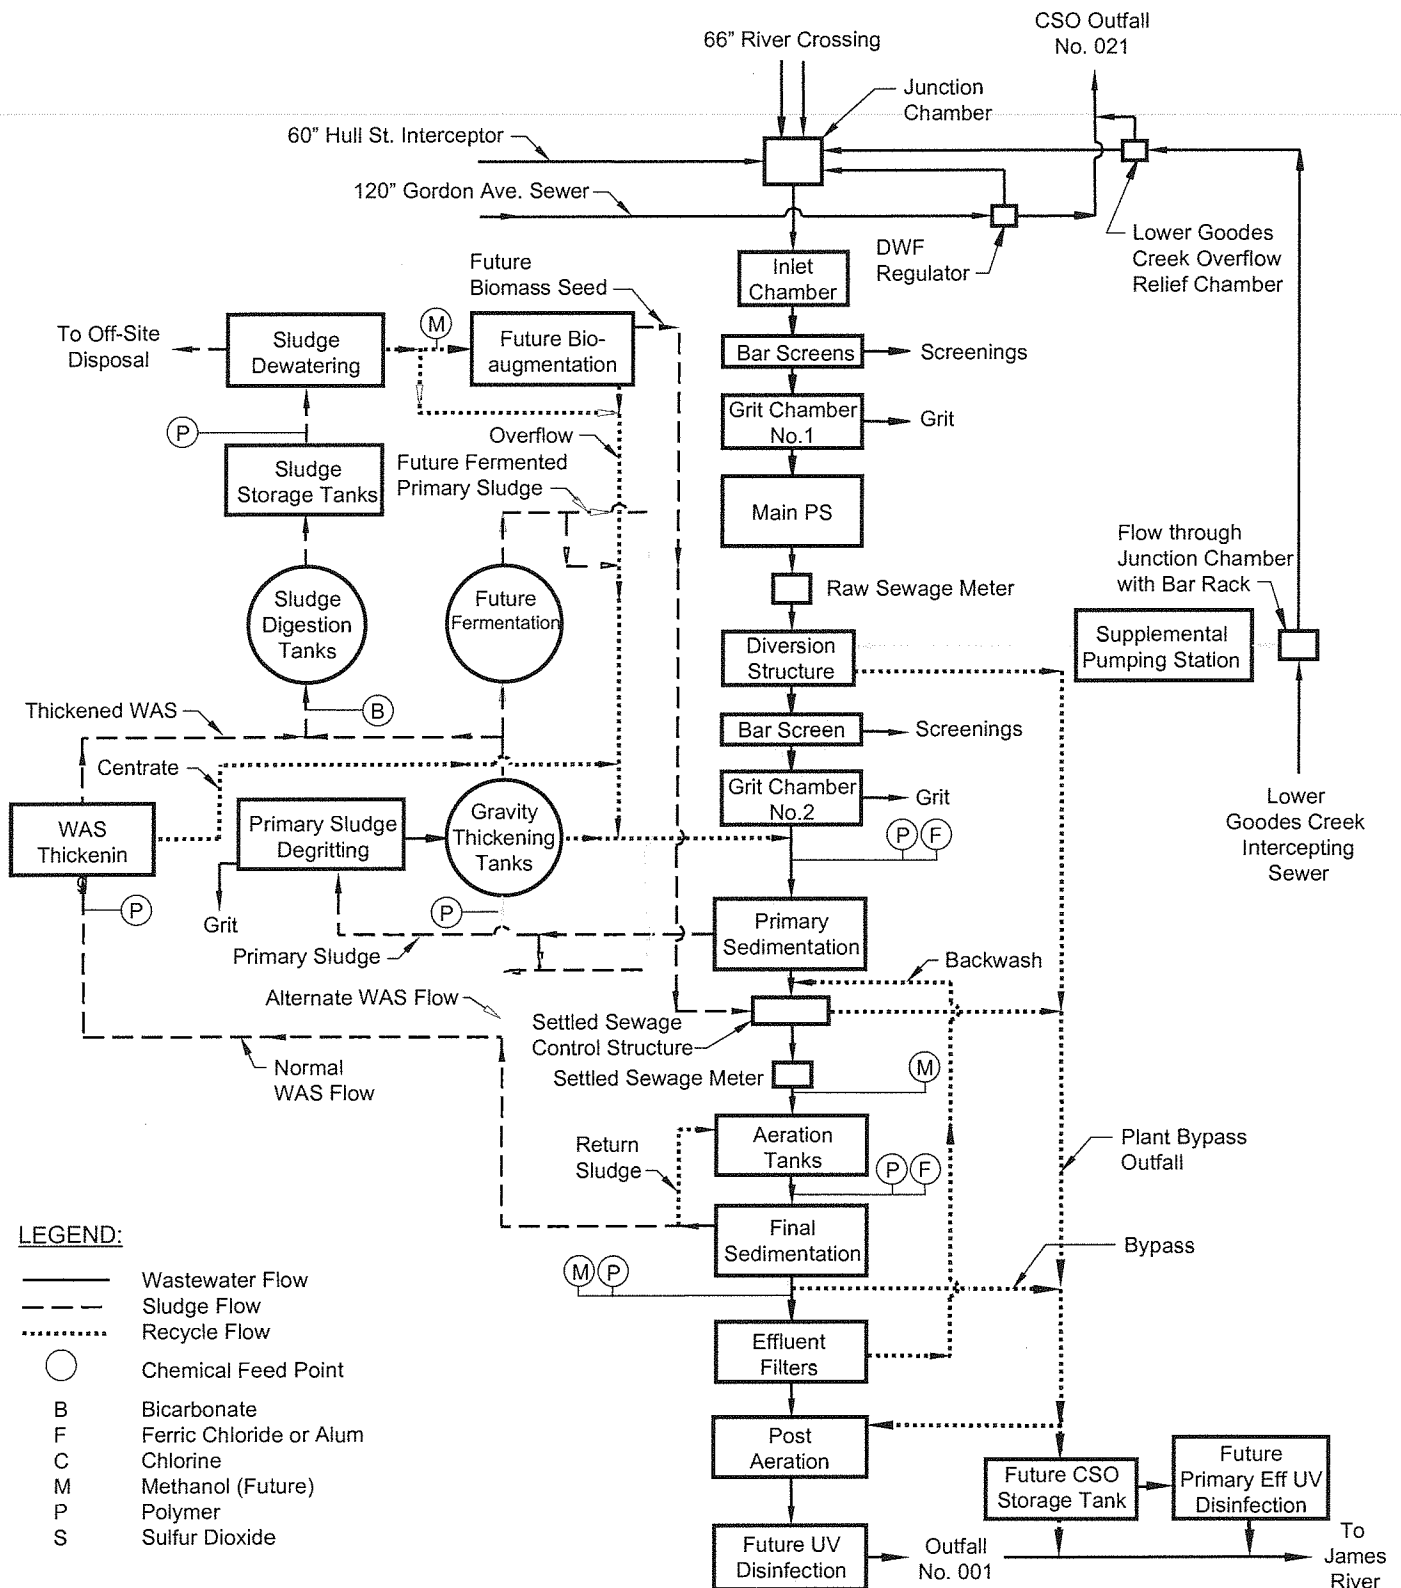 CSO Outfall
No. 021
66” River Crossing
Junction
Chamber
60” Hull St. Interceptor
120” Gordon Ave. Sewer
DWF
Regulator
Lower Goodes
Creek Overflow
Relief Chamber
Future
Biomass Seed
Inlet
Chamber
To Off-Site
Disposal
Sludge
Dewatering
M
Future Bio-
augmentation
Bar Screens
Screenings
Grit Chamber
No.1
Grit
P
Overflow
Future Fermented
Primary Sludge
Sludge
Storage Tanks
Main PS
Flow through
Junction Chamber
with Bar Rack
Raw Sewage Meter
Sludge
Digestion
Tanks
Future
Fermentation
Diversion
Structure
Supplemental
Pumping Station
B
Thickened WAS
Bar Screen
Screenings
Centrate
Grit Chamber
No.2
Grit
Lower
Goodes Creek
Intercepting
Sewer
WAS
Thickenin
g
Primary Sludge
Degritting
Gravity
Thickening
Tanks
P
F
P
Grit
P
Primary
Sedimentation
Primary Sludge
Backwash
Alternate WAS Flow
Settled Sewage
Control Structure
Normal
WAS Flow
Settled Sewage Meter
M
Return
Sludge
Aeration
Tanks
Plant Bypass
Outfall
P
F
Final
Sedimentation
Bypass
M
P
Effluent
Filters
LEGEND:
Wastewater Flow
Sludge Flow
Recycle Flow
Chemical Feed Point
B Bicarbonate
F Ferric Chloride or Alum
C Chlorine
M Methanol (Future)
P Polymer
S Sulfur Dioxide
Post
Aeration
Future CSO
Storage Tank
Future
Primary Eff UV
Disinfection
Future UV
Disinfection
Outfall
No. 001
To
James
River